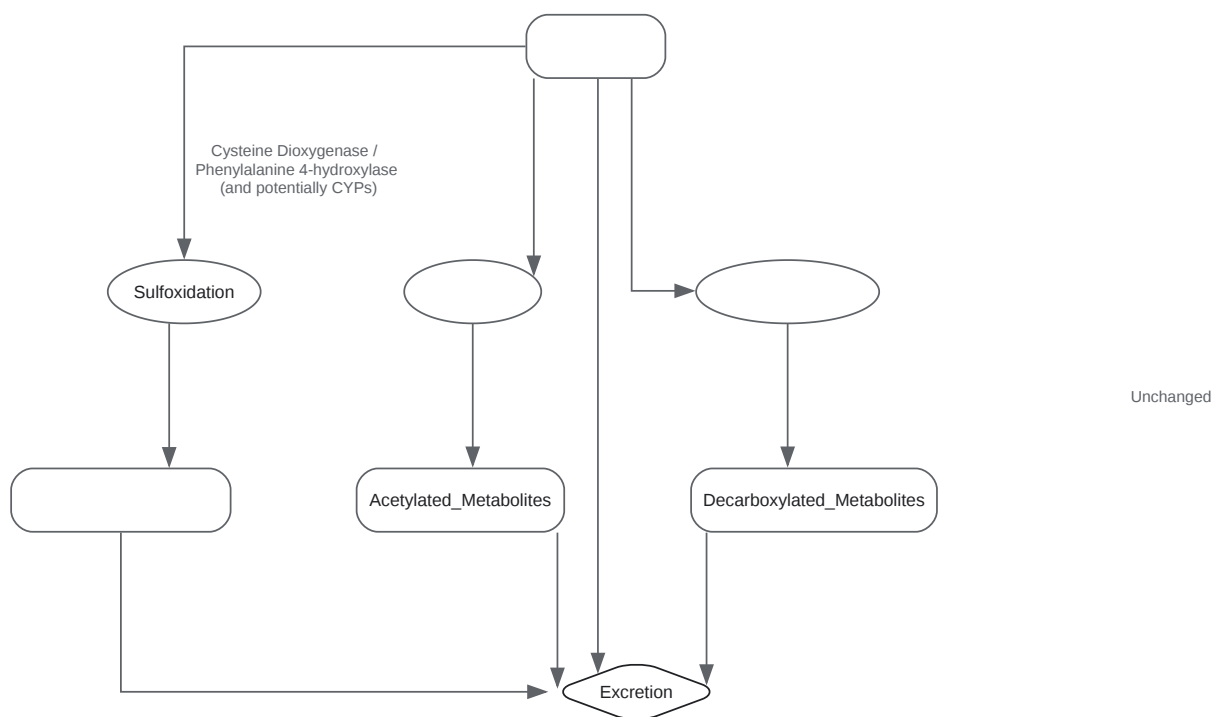 Cysteine Dioxygenase /
Phenylalanine 4-hydroxylase
(and potentially CYPs)
Sulfoxidation
Unchanged
Acetylated_Metabolites
Decarboxylated_Metabolites
Excretion